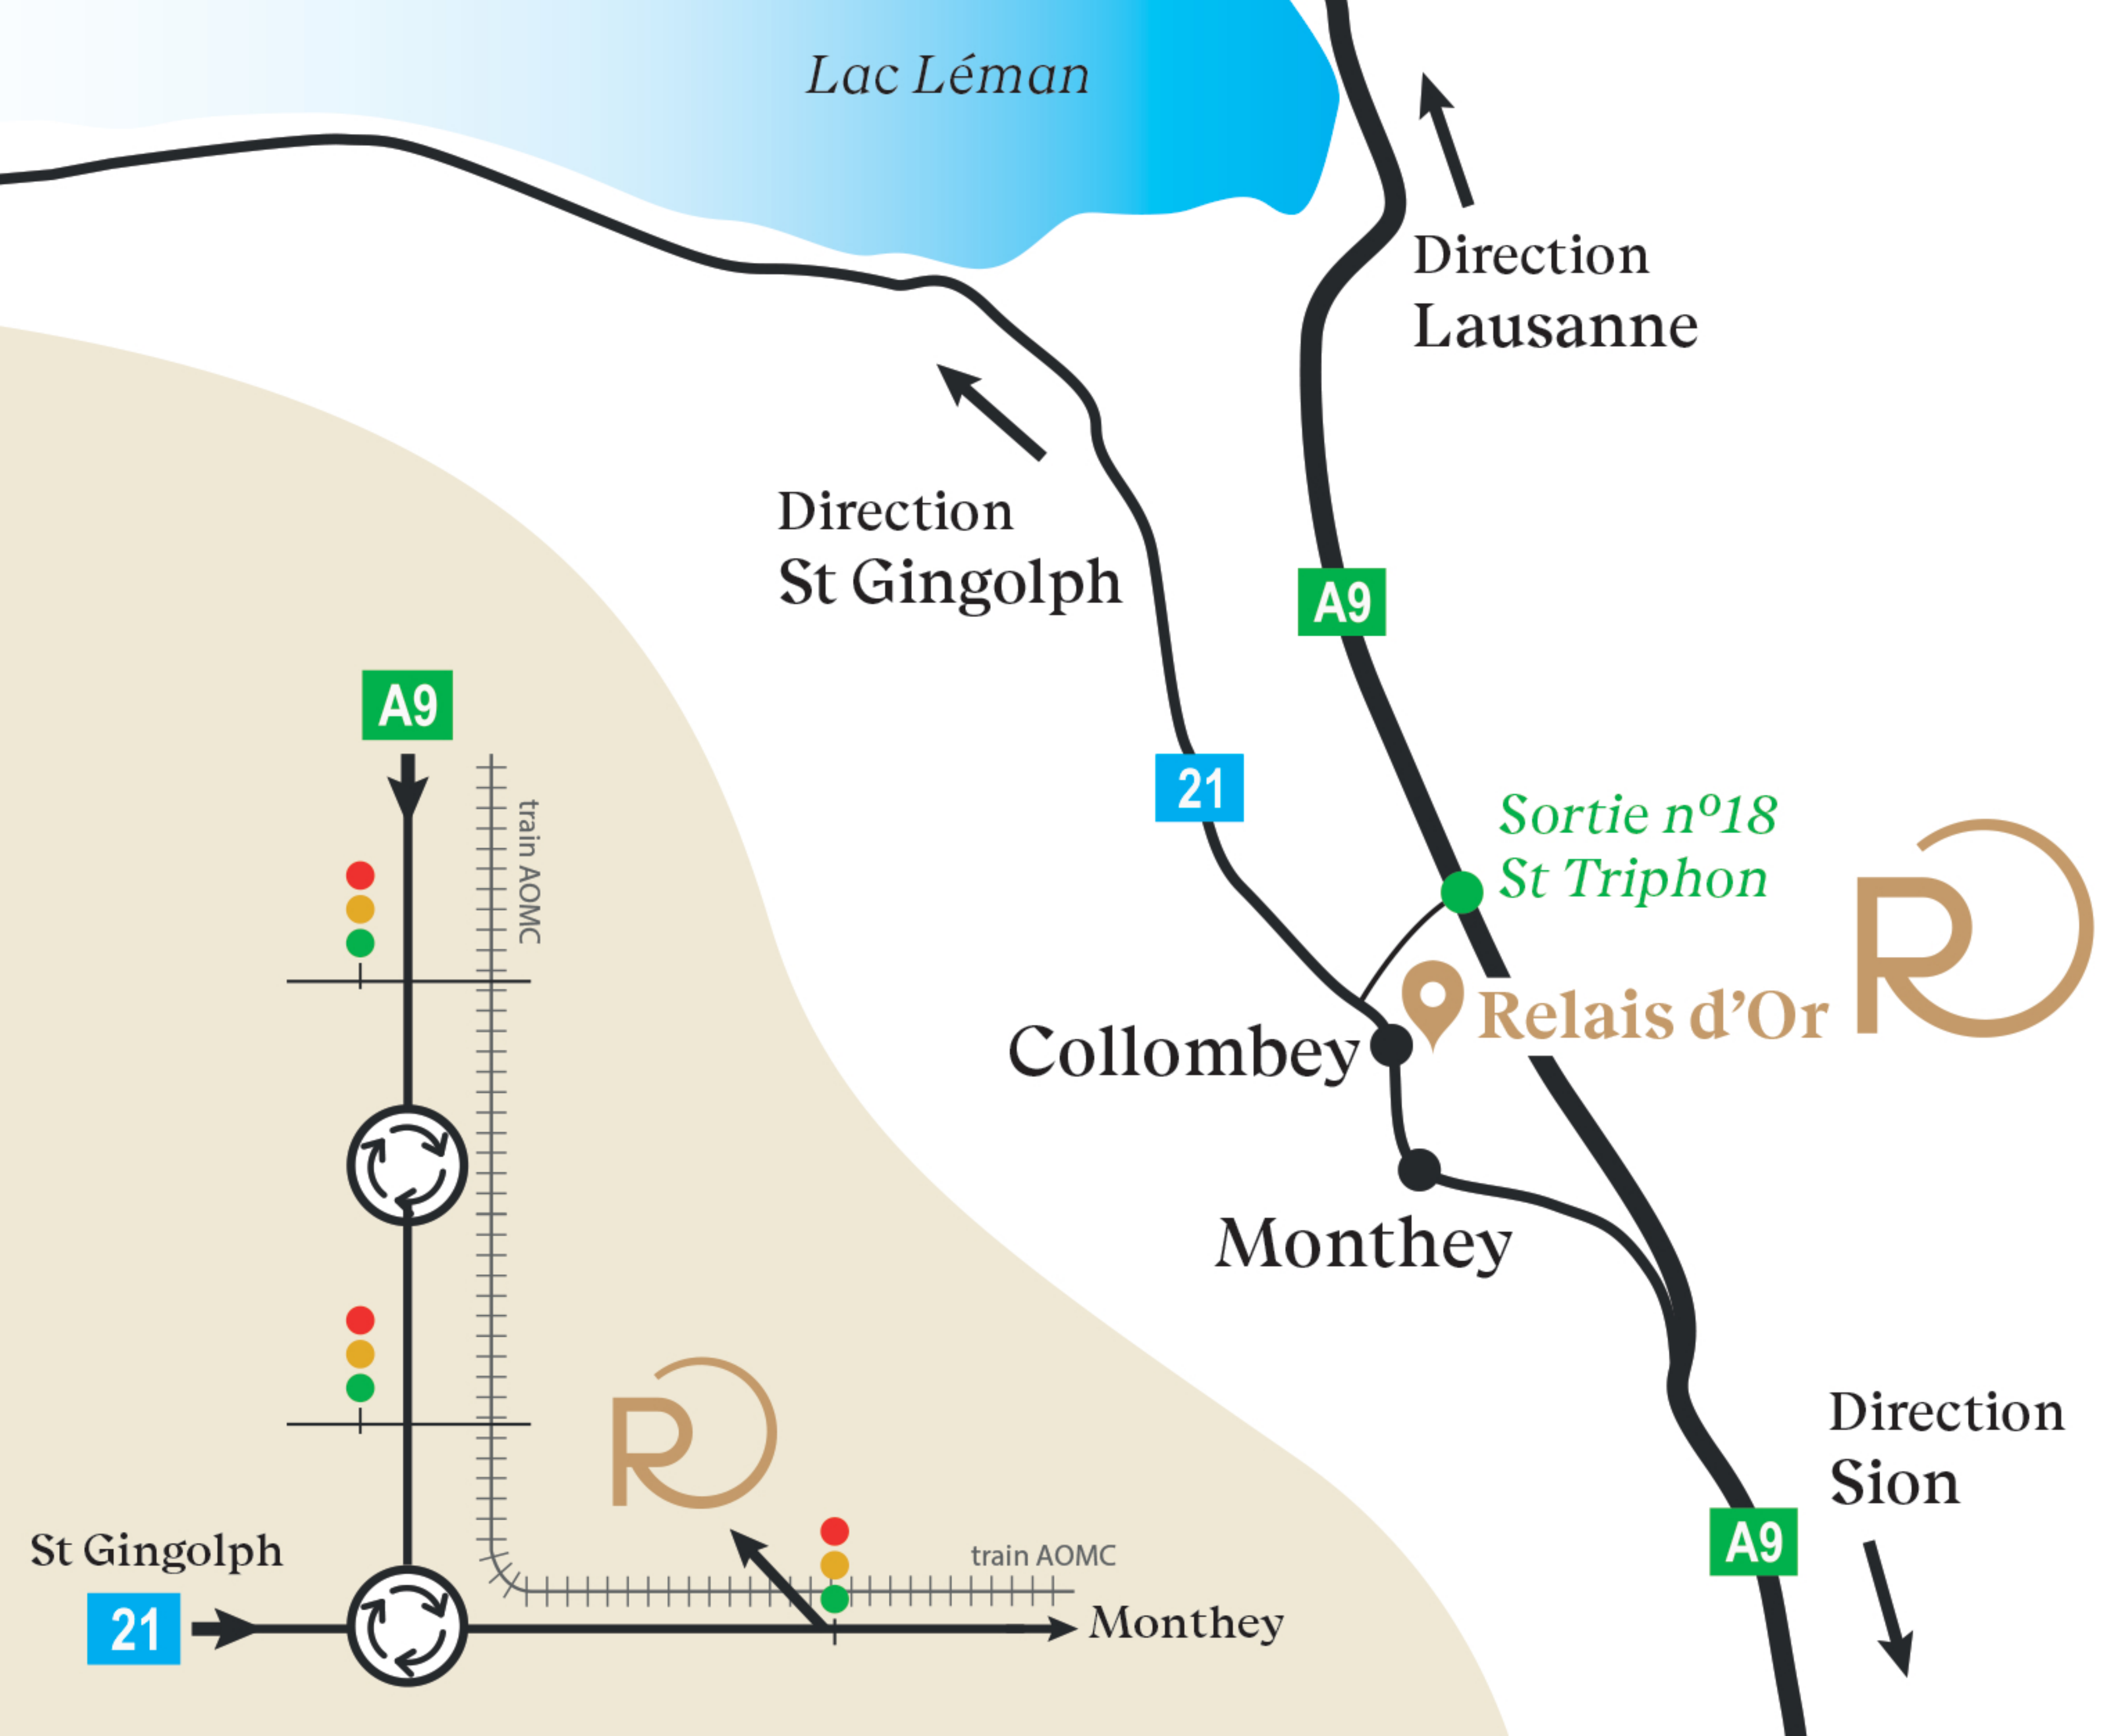 Lac Léman
Direction
Lausanne
Direction
St Gingolph
A9
A9
21
train AOMC
Sortie nº18
St Triphon
R
Relais d’Or
Collombey
Monthey
R
Direction
Sion
A9
St Gingolph
21
train AOMC
Monthey